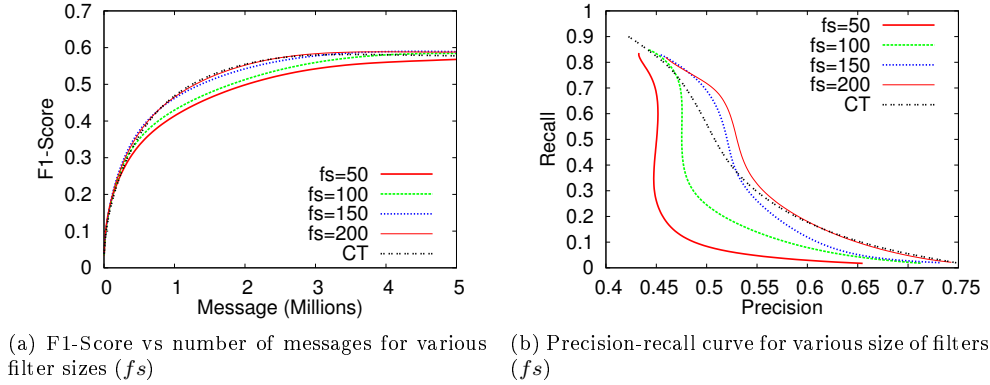 0.7
0.6
0.5
0.4
0.3
0.2
0.1
0
F1-Score
fs=50
fs=100
fs=150
fs=200
CT
0 1 2 3 4 5
Message (Millions)
(a) F1-Score vs number of messages for various
filter sizes (fs)
1
0.9
0.8
0.7
0.6
0.5
0.4
0.3
0.2
0.1
0
Recall
fs=50
fs=100
fs=150
fs=200
CT
0.4 0.45 0.5 0.55 0.6 0.65 0.7 0.75
Precision
(b) Precision-recall curve for various size of filters
(fs)